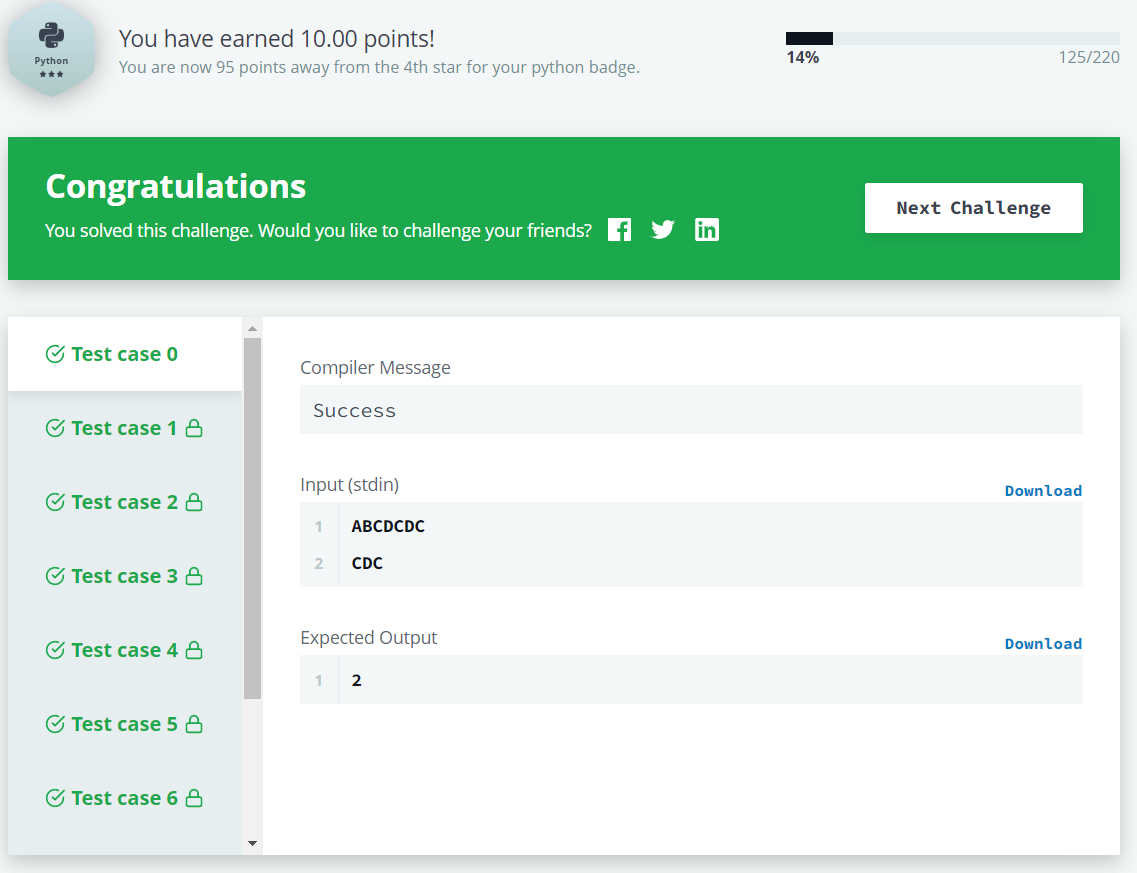 Python
You have earned 10.00 points!
You are now 95 points away from the 4th star for your python badge.
14%
125/220
Congratulations
You solved this challenge. Would you like to challenge your friends?
Next Challenge
Test case 0
Test case 1
Test case 2
Test case 3
Test case 4
Test case 5
Test case 6
Compiler Message
Success
Input (stdin)
Download
1 ABCDCDC
2 CDC
Expected Output
Download
1 2